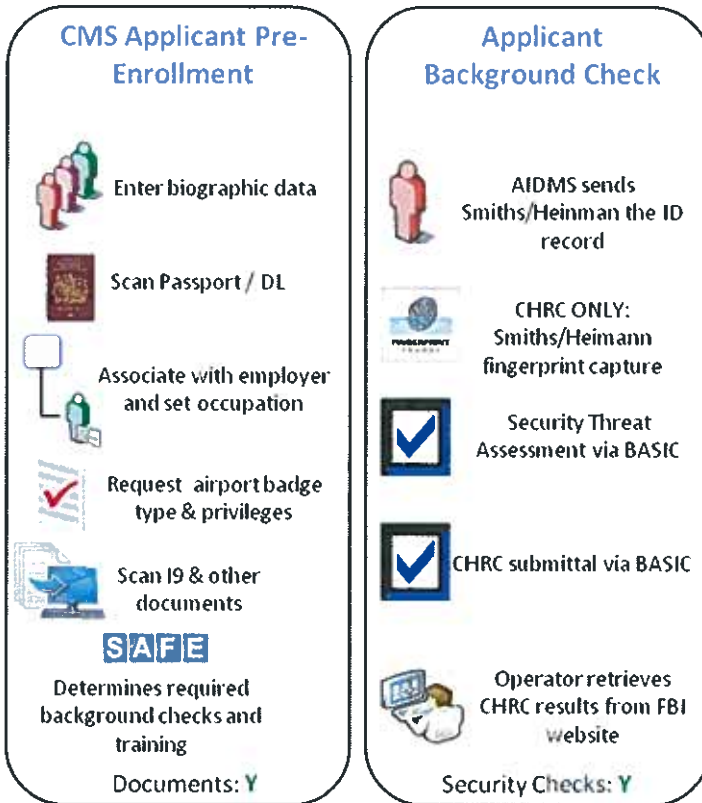 CMS Applicant Pre-
Enrollment
Enter biographic data
Scan Passport / DL
Associate with employer
and set occupation
Request airport badge
type & privileges
Scan I9 & other
documents
SAFE
Determines required
background checks and
training
Documents: Y
Applicant
Background Check
AIDMS sends
Smiths/Heinman the ID
record
CHRC ONLY:
Smiths/Heimann
fingerprint capture
FINGERPRINT
Security Threat
Assessment via BASIC
CHRC submittal via BASIC
Operator retrieves
CHRC results from FBI
website
Security Checks: Y